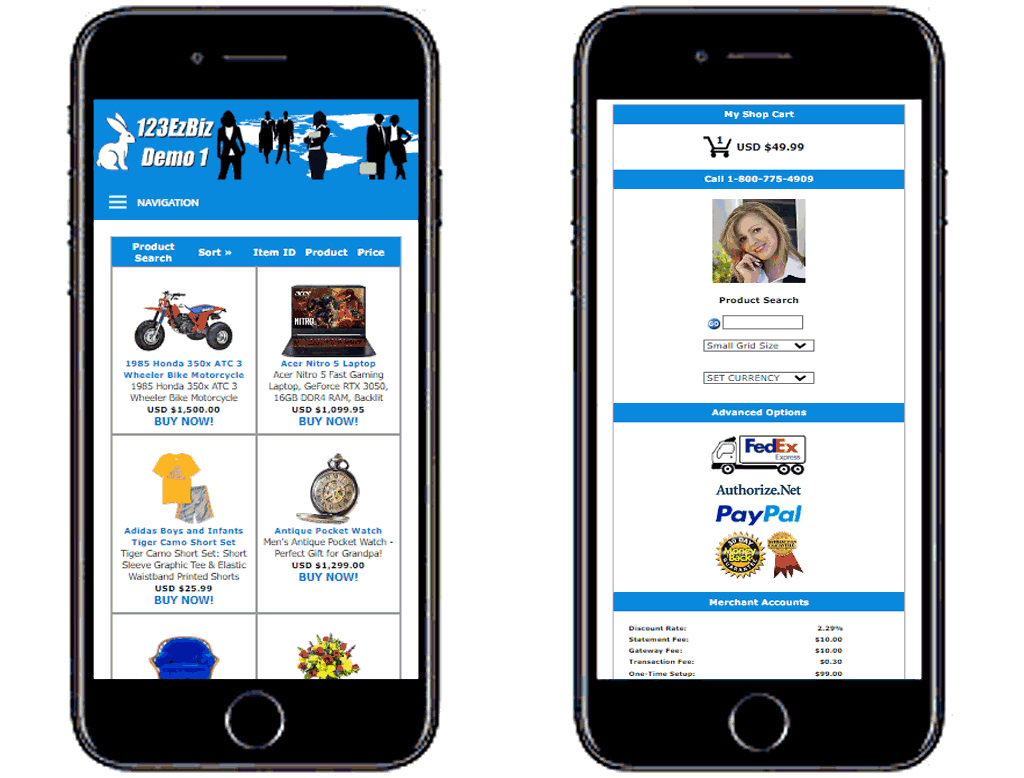 123EzBiz
Demo 1
NAVIGATION
Product Search
Sort »
Item ID
Product
Price
acer
NITRO
1985 Honda 350x ATC 3
Wheeler Bike Motorcycle
1985 Honda 350x ATC 3
Wheeler Bike Motorcycle
USD $1,500.00
BUY NOW!
Acer Nitro 5 Laptop
Acer Nitro 5 Fast Gaming
Laptop, GeForce RTX 3050,
16GB DDR4 RAM, Backlit
USD $1,099.95
BUY NOW!
Adidas Boys and Infants
Tiger Camo Short Set
Tiger Camo Short Set: Short
Sleeve Graphic Tee & Elastic
Waistband Printed Shorts
USD $25.99
BUY NOW!
Antique Pocket Watch
Men's Antique Pocket Watch -
Perfect Gift for Grandpa!
USD $1,299.00
BUY NOW!
My Shop Cart
1
USD $49.99
Call 1-800-775-4909
Product Search
GO
Small Grid Size
SET CURRENCY
Advanced Options
FedEx
Express
Authorize.Net
PayPal
30 DAY
Money
Back
GUARANTEE
Merchant Accounts
Discount Rate: 2.29%
Statement Fee: $10.00
Gateway Fee: $10.00
Transaction Fee: $0.30
One-Time Setup: $99.00